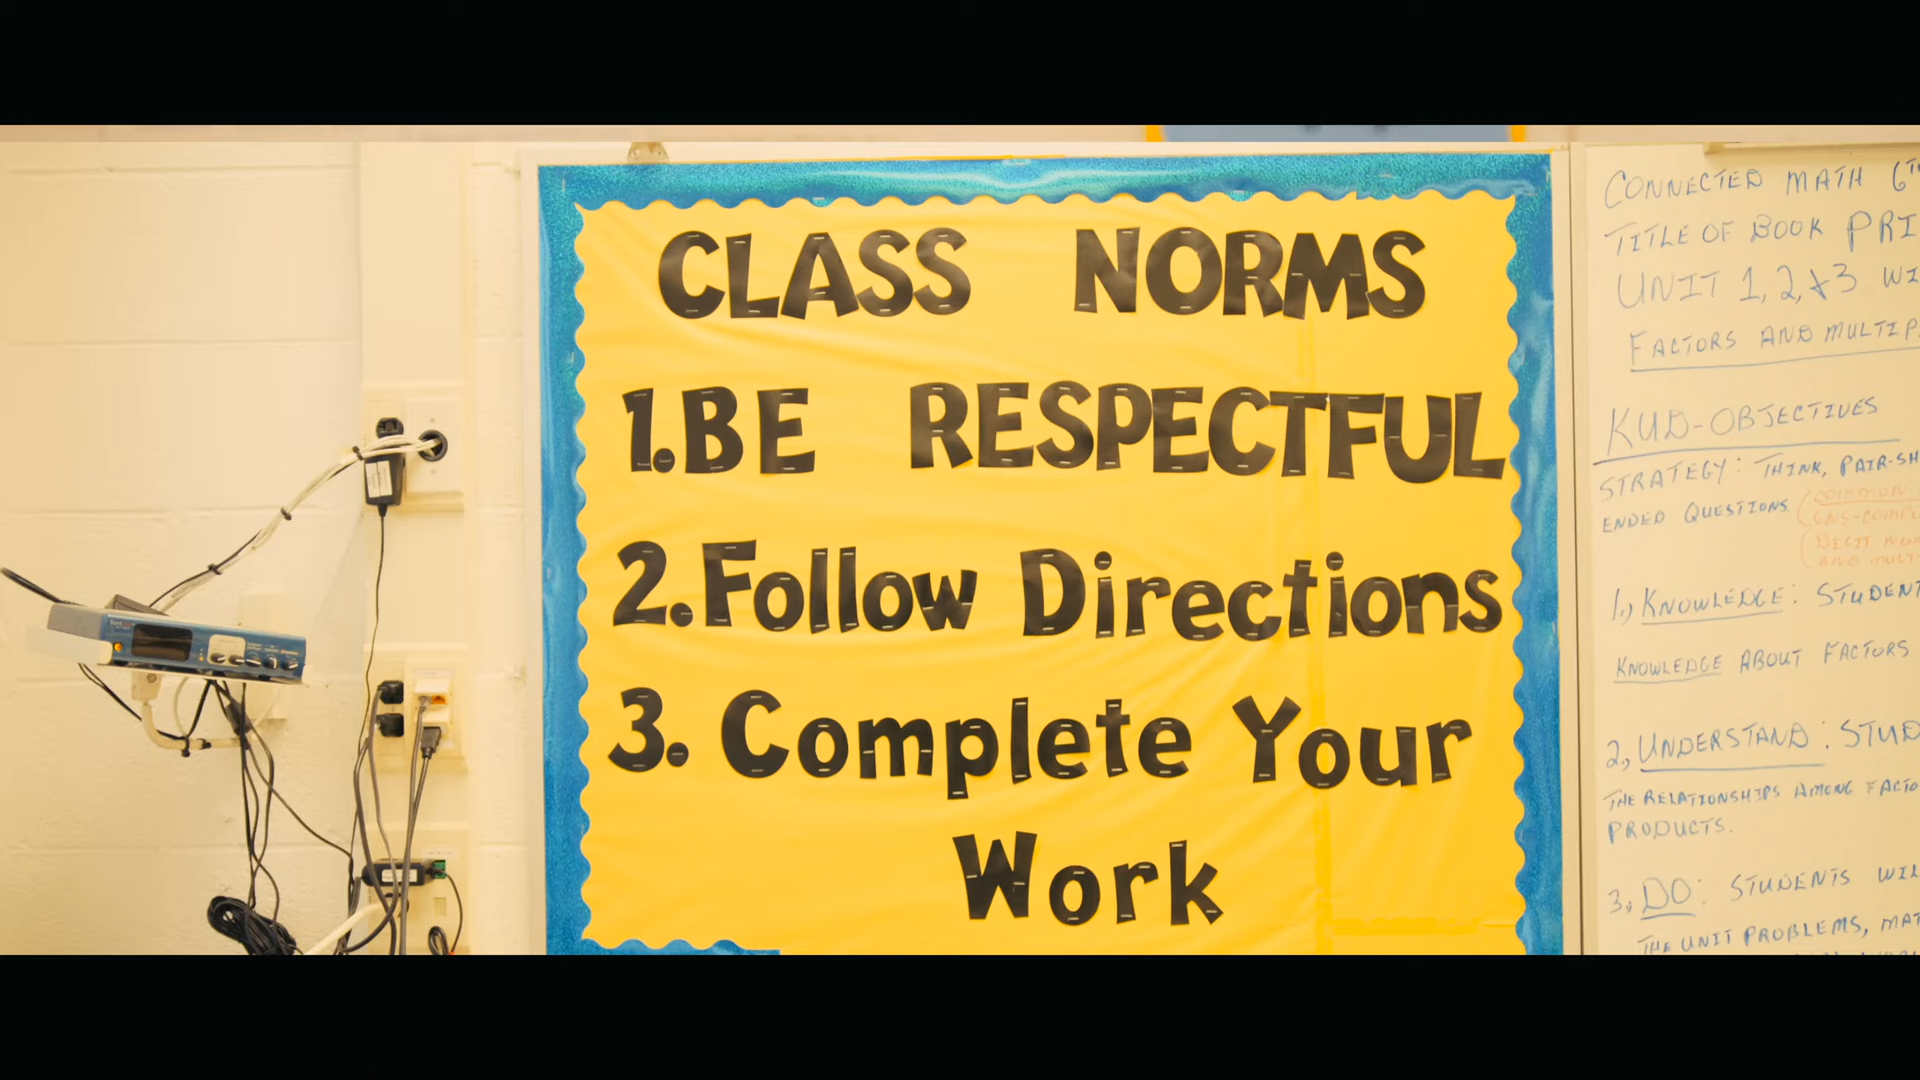 CLASS NORMS
1. BE RESPECTFUL
2. Follow Directions
3. Complete Your
Work
CONNECTED MATH
TITLE OF BOOK
UNIT 1, 2, & 3
FACTORS AND
KUD-OBJECTIVES
STRATEGY: THINK, PAIR-
ENDED QUESTIONS
(COMMON
1., KNOWLEDGE:
KNOWLEDGE ABOUT FACTORS
2, UNDERSTAND:
THE RELATIONSHIPS AMONG
PRODUCTS.
3, DO: STUDENTS
THE UNIT PROBLEMS,